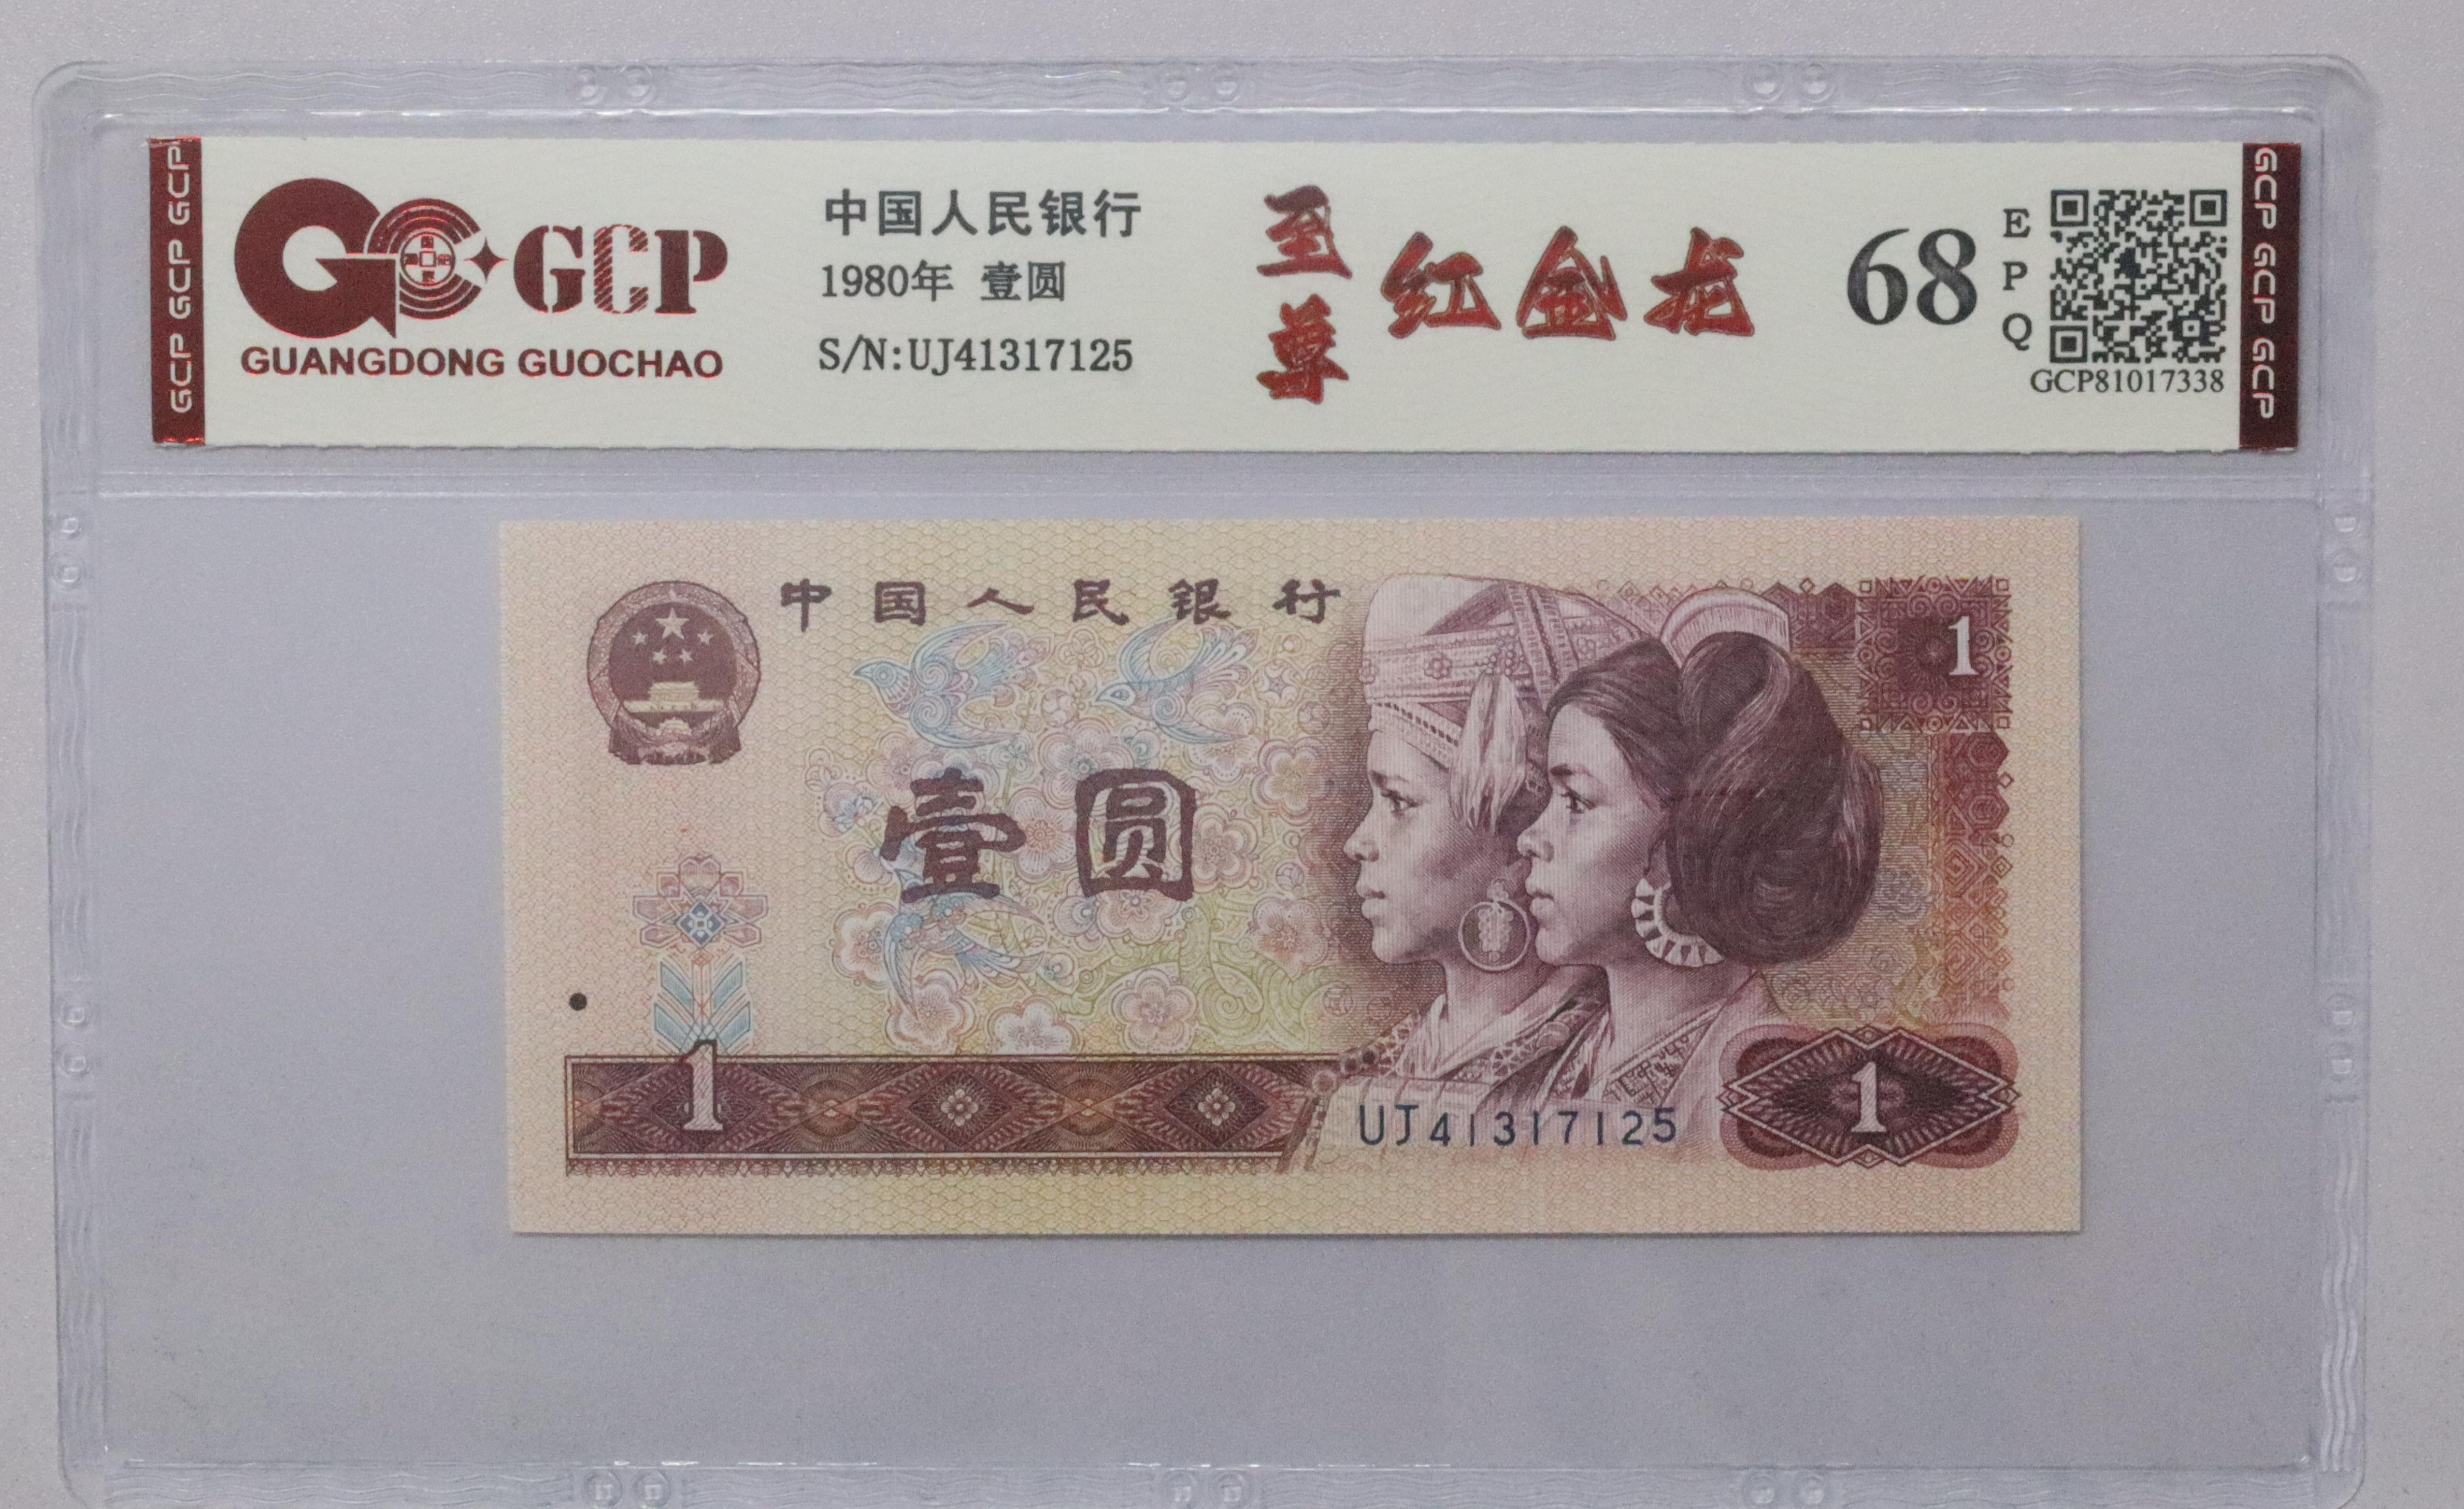 GCP GCP GCP
GCP
GUANGDONG GUOCHAO
中国人民银行
1980年 壹圆
S/N:UJ41317125
至尊
红金龙
68
EPQ
GCP81017338
GCP GCP GCP
中国人民银行
1
壹圆
1
UJ41317125
1